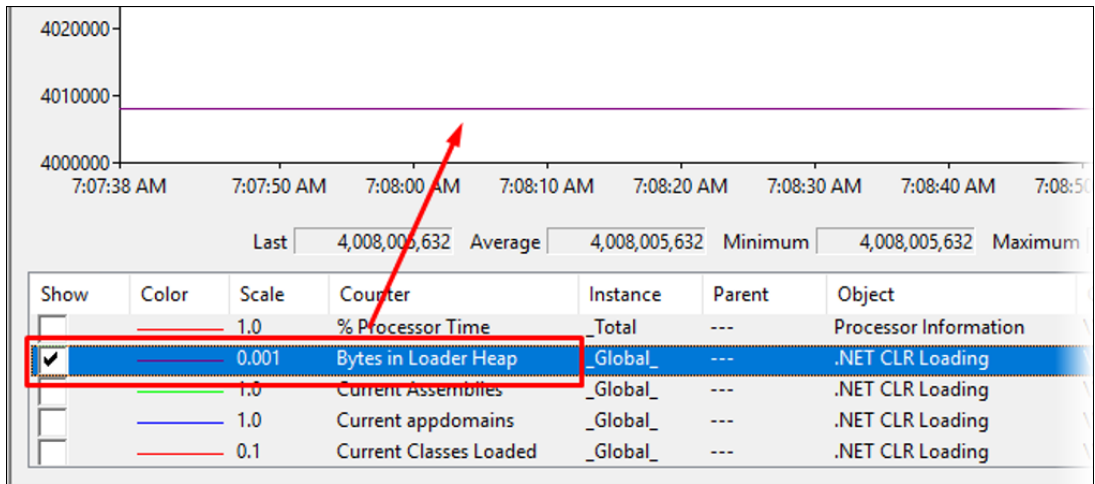 4020000
4010000
4000000
7:07:38 AM 7:07:50 AM 7:08:00 AM 7:08:10 AM 7:08:20 AM 7:08:30 AM 7:08:40 AM 7:08:50
Last 4,008,005,632 Average 4,008,005,632 Minimum 4,008,005,632 Maximum
Show Color Scale Counter Instance Parent Object
1.0 % Processor Time _Total --- Processor Information
0.001 Bytes in Loader Heap _Global_ --- .NET CLR Loading
1.0 Current Assemblies _Global_ --- .NET CLR Loading
1.0 Current appdomains _Global_ --- .NET CLR Loading
0.1 Current Classes Loaded _Global_ --- .NET CLR Loading